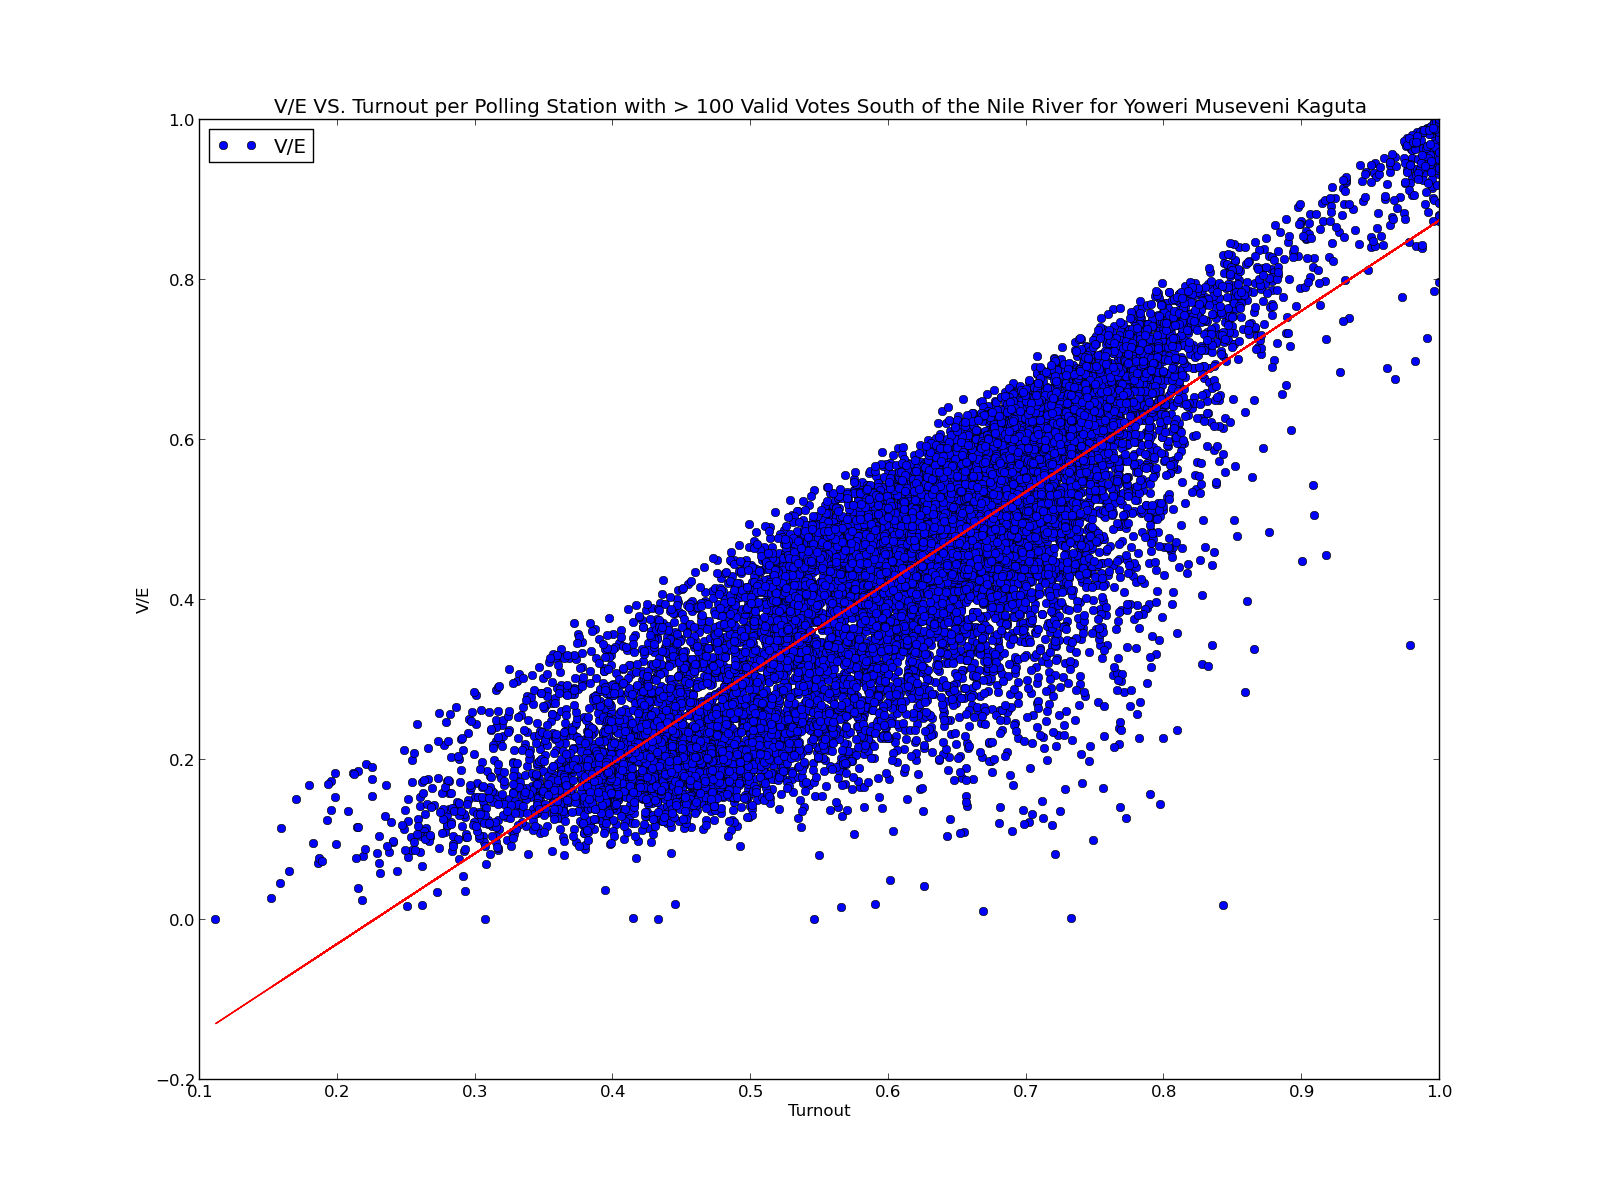 V/E VS. Turnout per Polling Station with > 100 Valid Votes South of the Nile River for Yoweri Museveni Kaguta
V/E
1.0
0.8
0.6
0.4
0.2
0.0
−0.2
V/E
0.1 0.2 0.3 0.4 0.5 0.6 0.7 0.8 0.9 1.0
Turnout